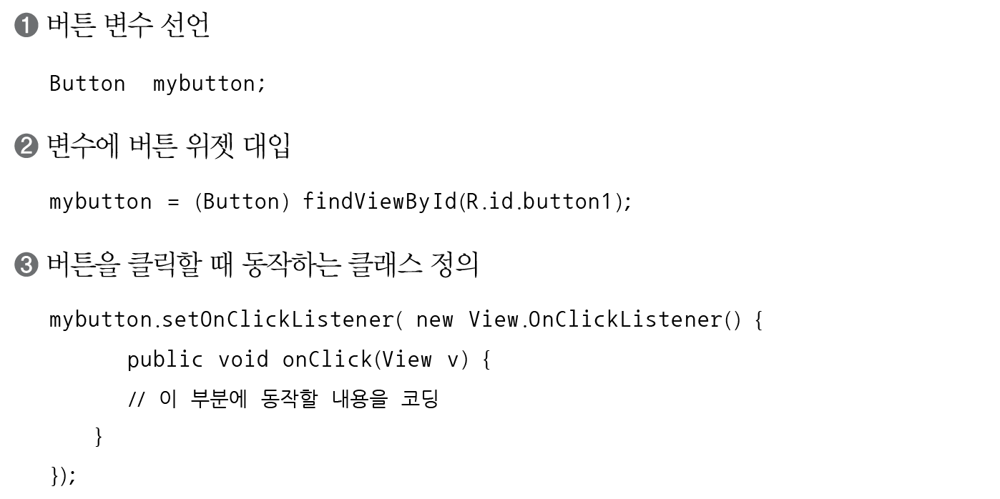 ❶ 버튼 변수 선언
Button  mybutton;
❷ 변수에 버튼 위젯 대입
mybutton = (Button) findViewById(R.id.button1);
❸ 버튼을 클릭할 때 동작하는 클래스 정의
mybutton.setOnClickListener( new View.OnClickListener() {
public void onClick(View v) {
// 이 부분에 동작할 내용을 코딩
}
});